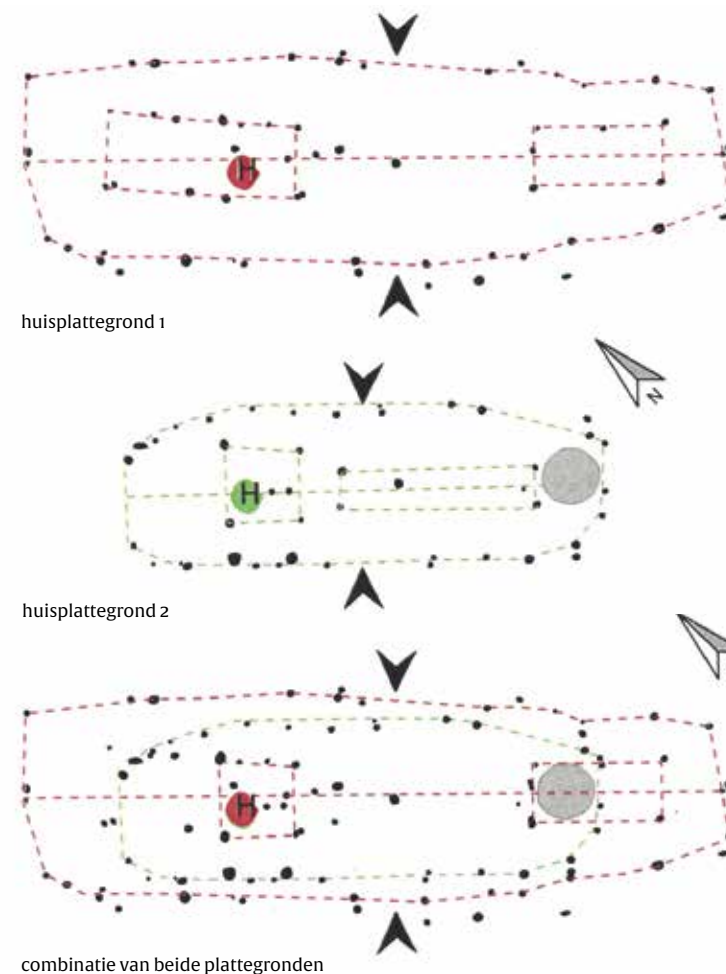 H
huisplattegrond 1
N
H
huisplattegrond 2
H
combinatie van beide plattegronden